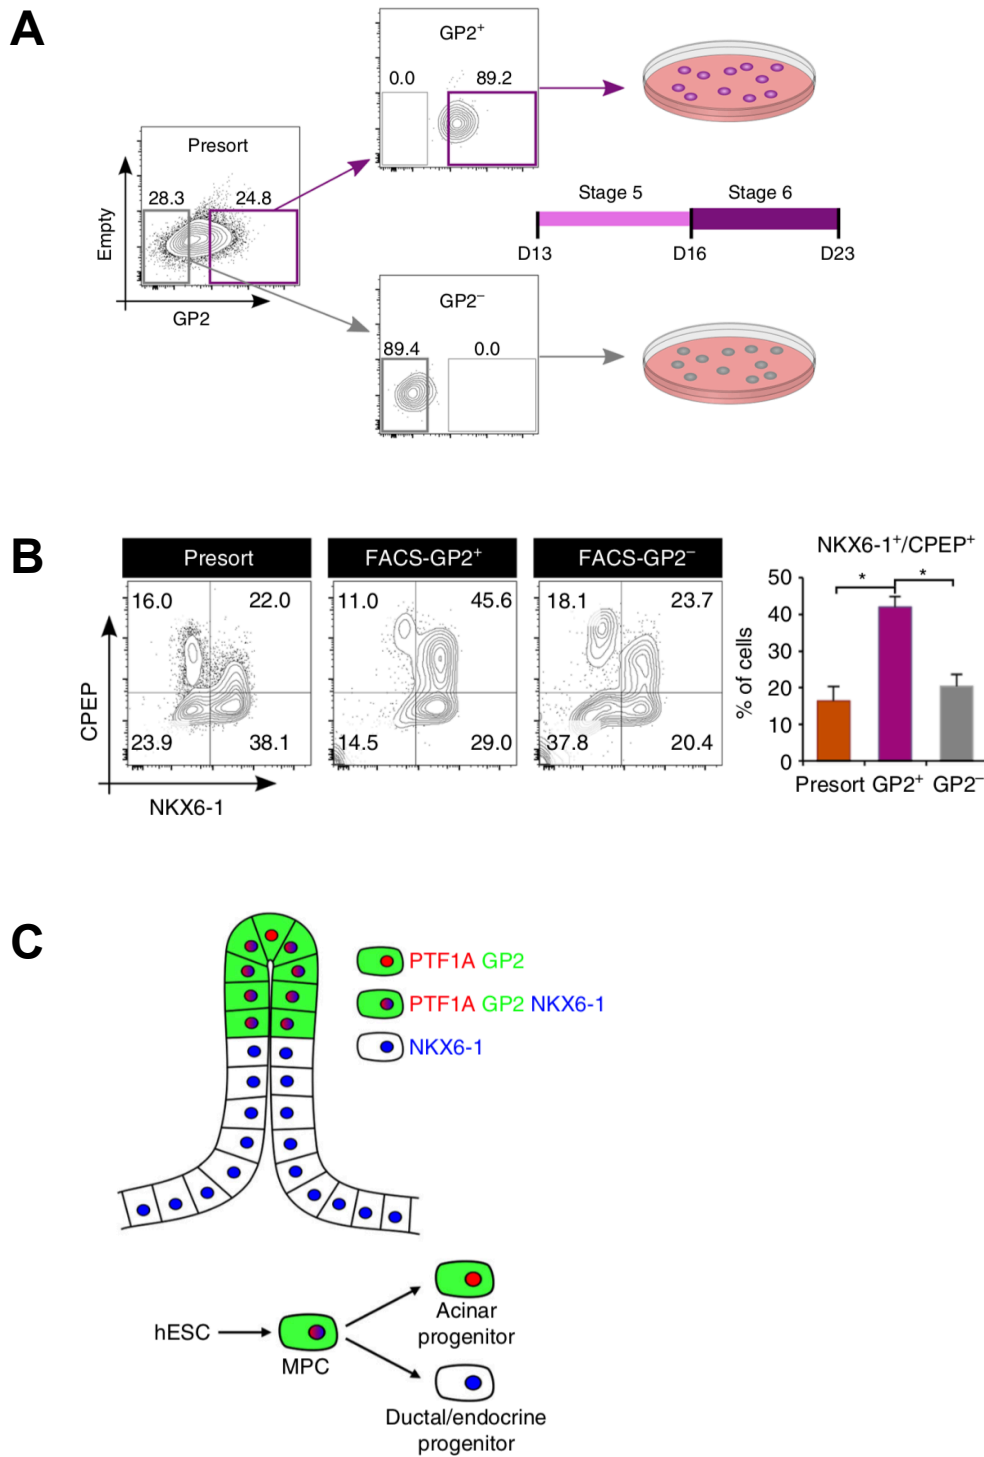 A
GP2+
0.0 89.2
Presort
28.3 24.8
Empty
GP2
Stage 5 Stage 6
D13 D16 D23
GP2–
89.4 0.0
B
Presort
FACS-GP2+
FACS-GP2–
16.0 22.0
23.9 38.1
11.0 45.6
14.5 29.0
18.1 23.7
37.8 20.4
CPEP
NKX6-1
NKX6-1+/CPEP+
* *
% of cells
50
40
30
20
10
0
Presort GP2+ GP2–
C
PTF1A GP2
PTF1A GP2 NKX6-1
NKX6-1
hESC
MPC
Acinar
progenitor
Ductal/endocrine
progenitor